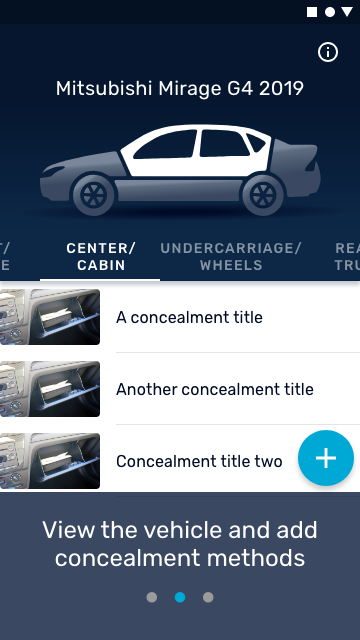 Mitsubishi Mirage G4 2019
/
E
CENTER/
CABIN
UNDERCARRIAGE/
WHEELS
REA
TRU
A concealment title
Another concealment title
Concealment title two
View the vehicle and add
concealment methods